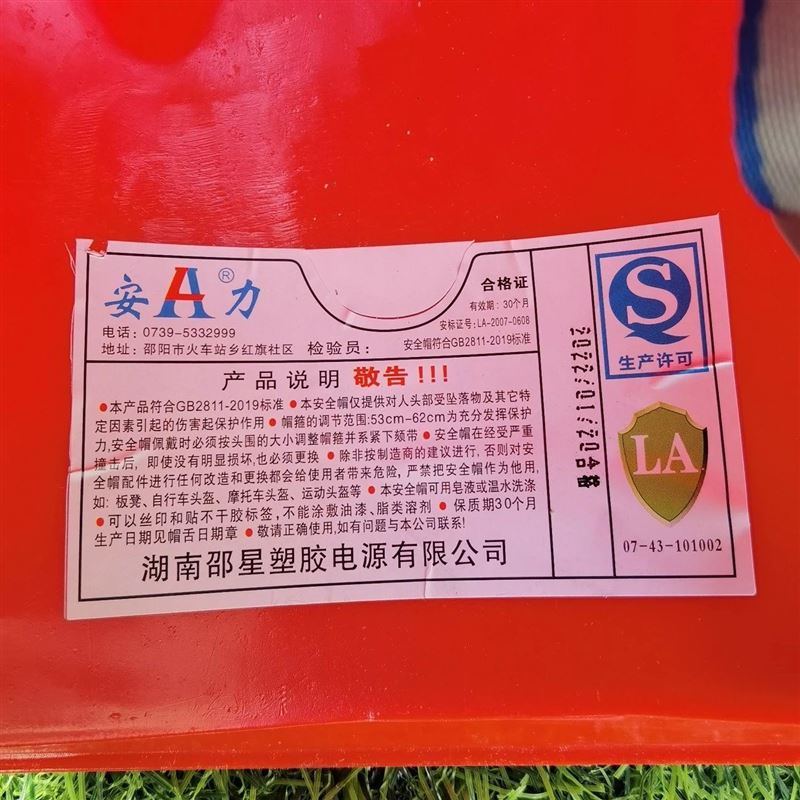 安A®力
合格证
有效期：30个月
电话：0739-5332999
安标证号：LA-2007-0608
地址：邵阳市火车站乡红旗社区 检验员：
安全帽符合GB2811-2019标准
产品说明 敬告!!!
●本产品符合GB2811-2019标准 ●本安全帽仅提供对人头部受坠落物及其它特
定因素引起的伤害起保护作用 ●帽箍的调节范围:53cm-62cm为充分发挥保护
力,安全帽佩戴时必须按头围的大小调整帽箍并系紧下颏带 ●安全帽在经受严重
撞击后，即使没有明显损坏,也必须更换 ●除非按制造商的建议进行，否则对安
全帽配件进行任何改造和更换都会给使用者带来危险，严禁把安全帽作为他用,
如: 板凳、自行车头盔、摩托车头盔、运动头盔等 ●本安全帽可用皂液或温水洗涤
●可以丝印和贴不干胶标签，不能涂敷油漆、脂类溶剂 ●保质期30个月
生产日期见帽舌日期章 ●敬请正确使用,如有问题与本公司联系!
湖南邵星塑胶电源有限公司
S
生产许可
LA
07-43-101002